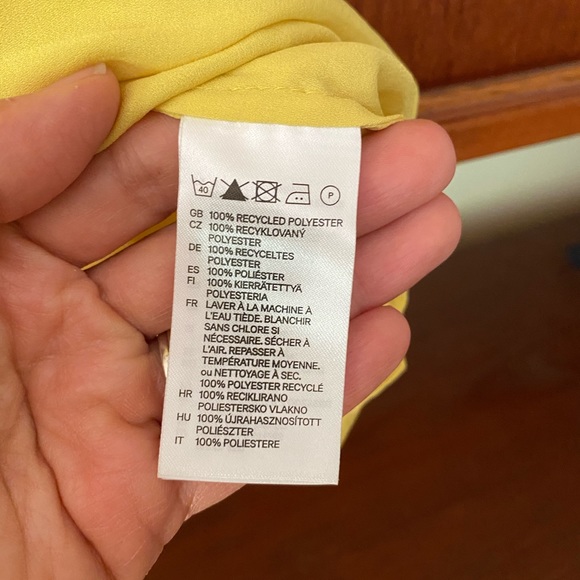 40 P
GB 100% RECYCLED POLYESTER
CZ 100% RECYKLOVANÝ
POLYESTER
DE 100% RECYCELTES
POLYESTER
ES 100% POLIÉSTER
FI 100% KIERRÄTETTYÄ
POLYESTERIA
FR LAVER À LA MACHINE À
L'EAU TIÈDE. BLANCHIR
SANS CHLORE SI
NÉCESSAIRE. SÉCHER À
L'AIR. REPASSER À
TEMPÉRATURE MOYENNE.
ou NETTOYAGE À SEC.
100% POLYESTER RECYCLÉ
HR 100% RECIKLIRANO
POLIESTERSKO VLAKNO
HU 100% ÚJRAHASZNOSÍTOTT
POLIÉSZTER
IT 100% POLIESTERE